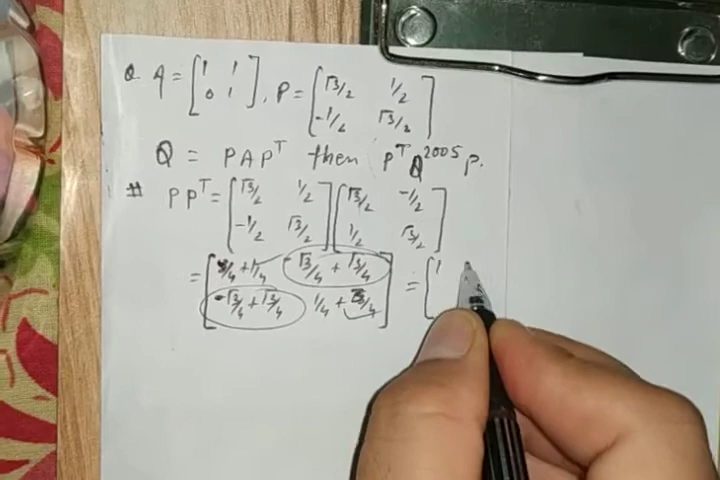 Q. A = [1 1 0 1], P = [√3/2 1/2 -1/2 √3/2]
Q = PAPᵀ then PᵀQ²⁰⁰⁵P.
# PPᵀ = [√3/2 1/2 -1/2 √3/2] [√3/2 -1/2 1/2 √3/2]
= [3/4 + 1/4 -√3/4 + √3/4 -√3/4 + √3/4 1/4 + 3/4] = [1